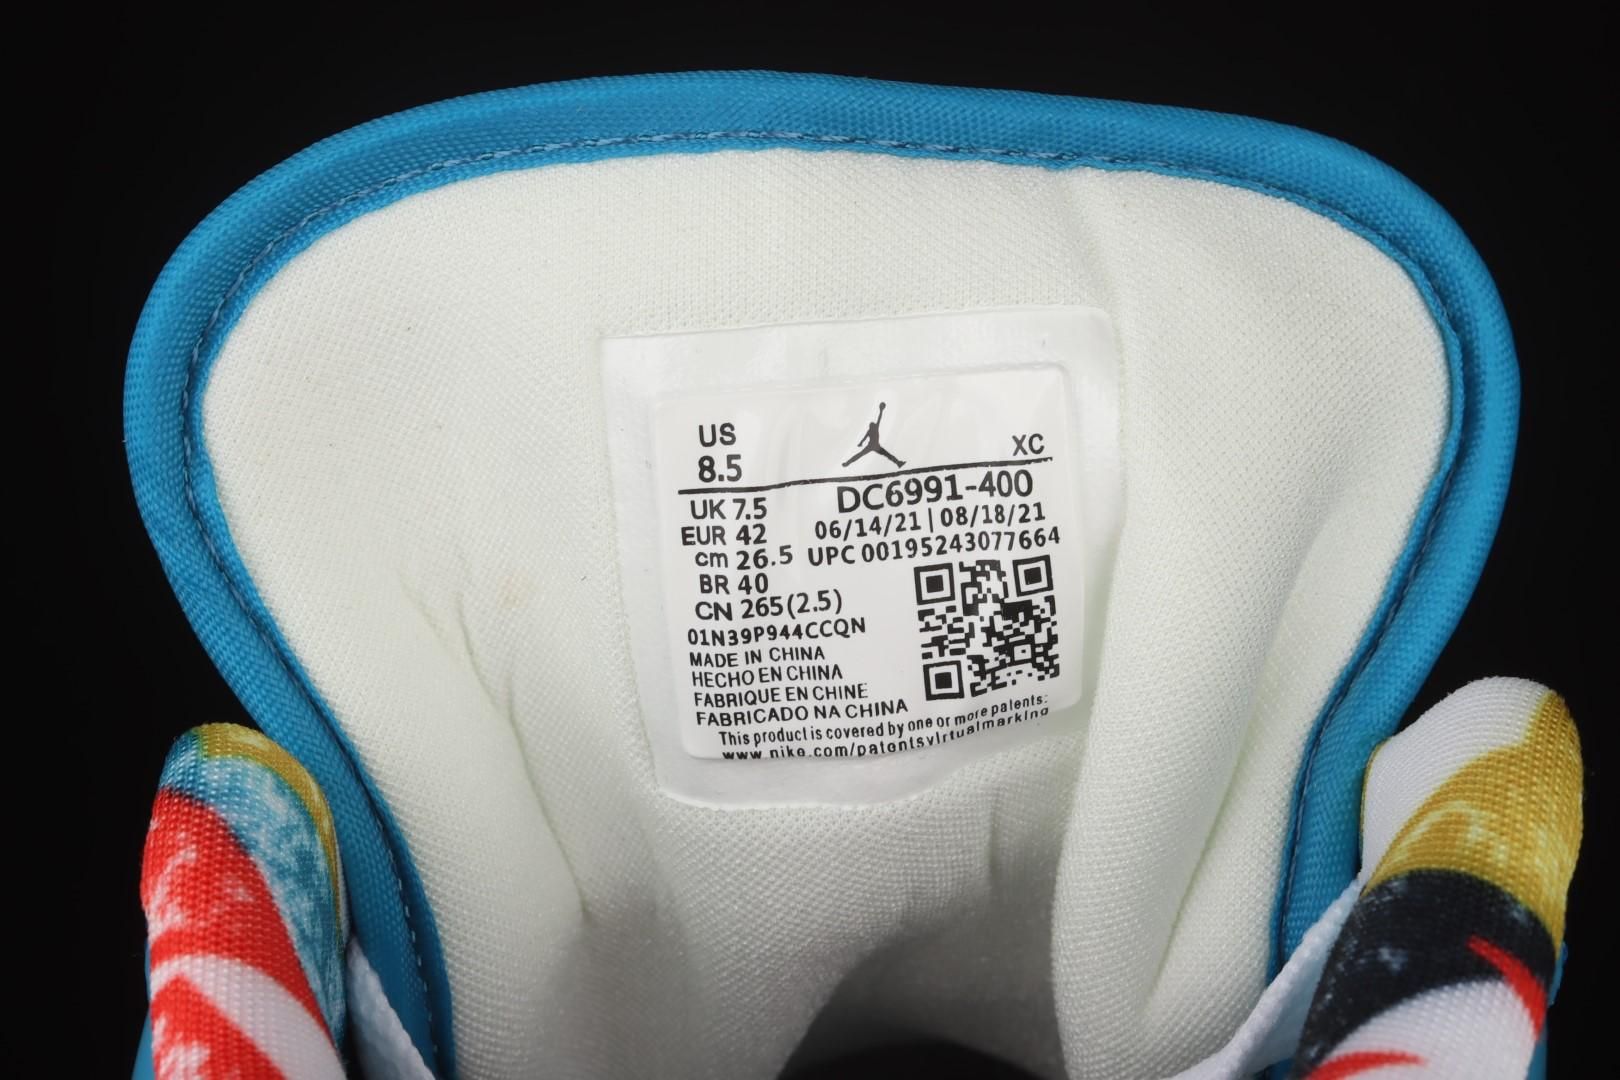 US
8.5
XC
UK 7.5
DC6991-400
EUR 42
06/14/21 | 08/18/21
cm 26.5
UPC 00195243077664
BR 40
CN 265(2.5)
01N39P944CCQN
MADE IN CHINA
HECHO EN CHINA
FABRIQUE EN CHINE
FABRICADO NA CHINA
This product is covered by one or more patents:
www.nike.com/patentsvirtualmarking